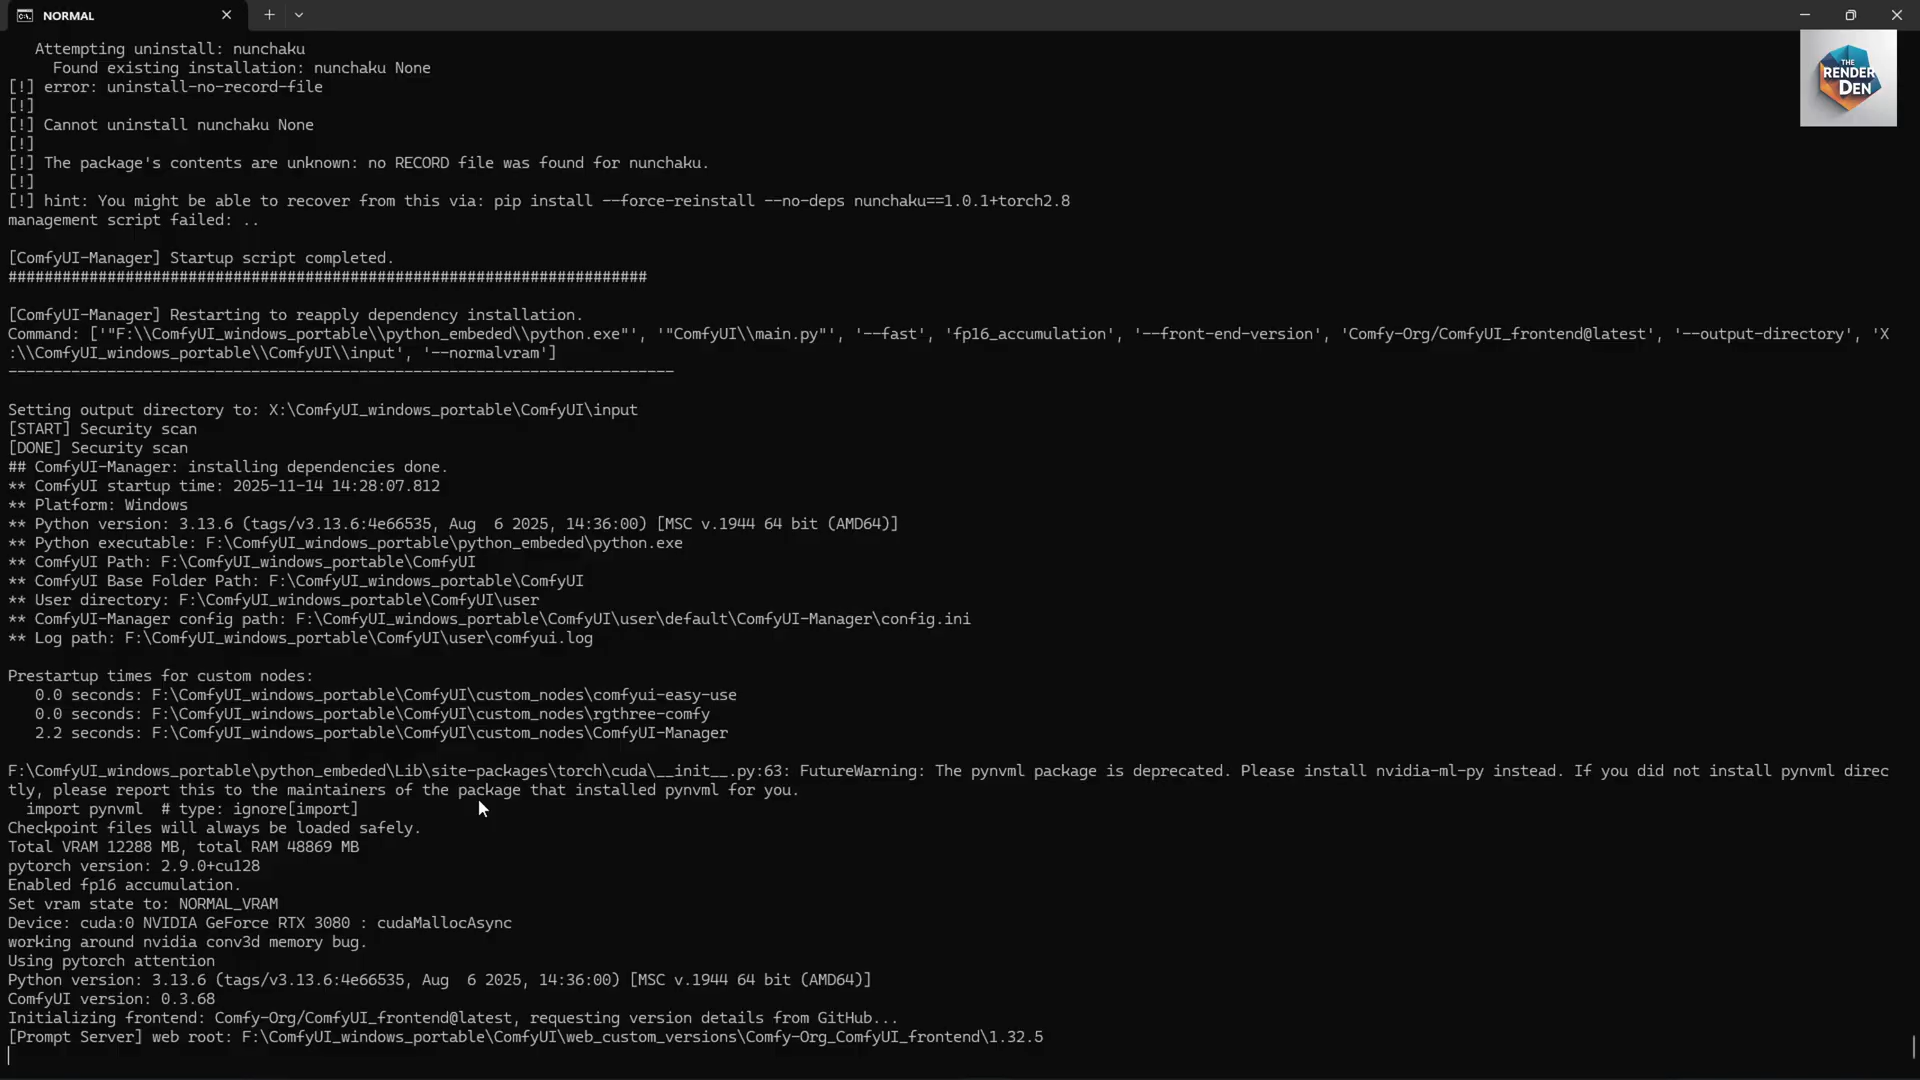 NORMAL
THE
RENDER
DEN
Attempting uninstall: nunchaku
Found existing installation: nunchaku None
[!] error: uninstall-no-record-file
[!]
[!] Cannot uninstall nunchaku None
[!]
[!] The package's contents are unknown: no RECORD file was found for nunchaku.
[!]
[!] hint: You might be able to recover from this via: pip install --force-reinstall --no-deps nunchaku==1.0.1+torch2.8
management script failed: ..
[ComfyUI-Manager] Startup script completed.
#######################################################################
[ComfyUI-Manager] Restarting to reapply dependency installation.
Command: ['"F:\\ComfyUI_windows_portable\\python_embeded\\python.exe"', '"ComfyUI\\main.py"', '--fast', 'fp16_accumulation', '--front-end-version', 'Comfy-Org/ComfyUI_frontend@latest', '--output-directory', 'X
:\\ComfyUI_windows_portable\\ComfyUI\\input', '--normalvram']
--------------------------------------------------------------------------
Setting output directory to: X:\ComfyUI_windows_portable\ComfyUI\input
[START] Security scan
[DONE] Security scan
## ComfyUI-Manager: installing dependencies done.
** ComfyUI startup time: 2025-11-14 14:28:07.812
** Platform: Windows
** Python version: 3.13.6 (tags/v3.13.6:4e66535, Aug  6 2025, 14:36:00) [MSC v.1944 64 bit (AMD64)]
** Python executable: F:\ComfyUI_windows_portable\python_embeded\python.exe
** ComfyUI Path: F:\ComfyUI_windows_portable\ComfyUI
** ComfyUI Base Folder Path: F:\ComfyUI_windows_portable\ComfyUI
** User directory: F:\ComfyUI_windows_portable\ComfyUI\user
** ComfyUI-Manager config path: F:\ComfyUI_windows_portable\ComfyUI\user\default\ComfyUI-Manager\config.ini
** Log path: F:\ComfyUI_windows_portable\ComfyUI\user\comfyui.log
Prestartup times for custom nodes:
0.0 seconds: F:\ComfyUI_windows_portable\ComfyUI\custom_nodes\comfyui-easy-use
0.0 seconds: F:\ComfyUI_windows_portable\ComfyUI\custom_nodes\rgthree-comfy
2.2 seconds: F:\ComfyUI_windows_portable\ComfyUI\custom_nodes\ComfyUI-Manager
F:\ComfyUI_windows_portable\python_embeded\Lib\site-packages\torch\cuda\__init__.py:63: FutureWarning: The pynvml package is deprecated. Please install nvidia-ml-py instead. If you did not install pynvml direc
tly, please report this to the maintainers of the package that installed pynvml for you.
import pynvml  # type: ignore[import]
Checkpoint files will always be loaded safely.
Total VRAM 12288 MB, total RAM 48869 MB
pytorch version: 2.9.0+cu128
Enabled fp16 accumulation.
Set vram state to: NORMAL_VRAM
Device: cuda:0 NVIDIA GeForce RTX 3080 : cudaMallocAsync
working around nvidia conv3d memory bug.
Using pytorch attention
Python version: 3.13.6 (tags/v3.13.6:4e66535, Aug  6 2025, 14:36:00) [MSC v.1944 64 bit (AMD64)]
ComfyUI version: 0.3.68
Initializing frontend: Comfy-Org/ComfyUI_frontend@latest, requesting version details from GitHub...
[Prompt Server] web root: F:\ComfyUI_windows_portable\ComfyUI\web_custom_versions\Comfy-Org_ComfyUI_frontend\1.32.5